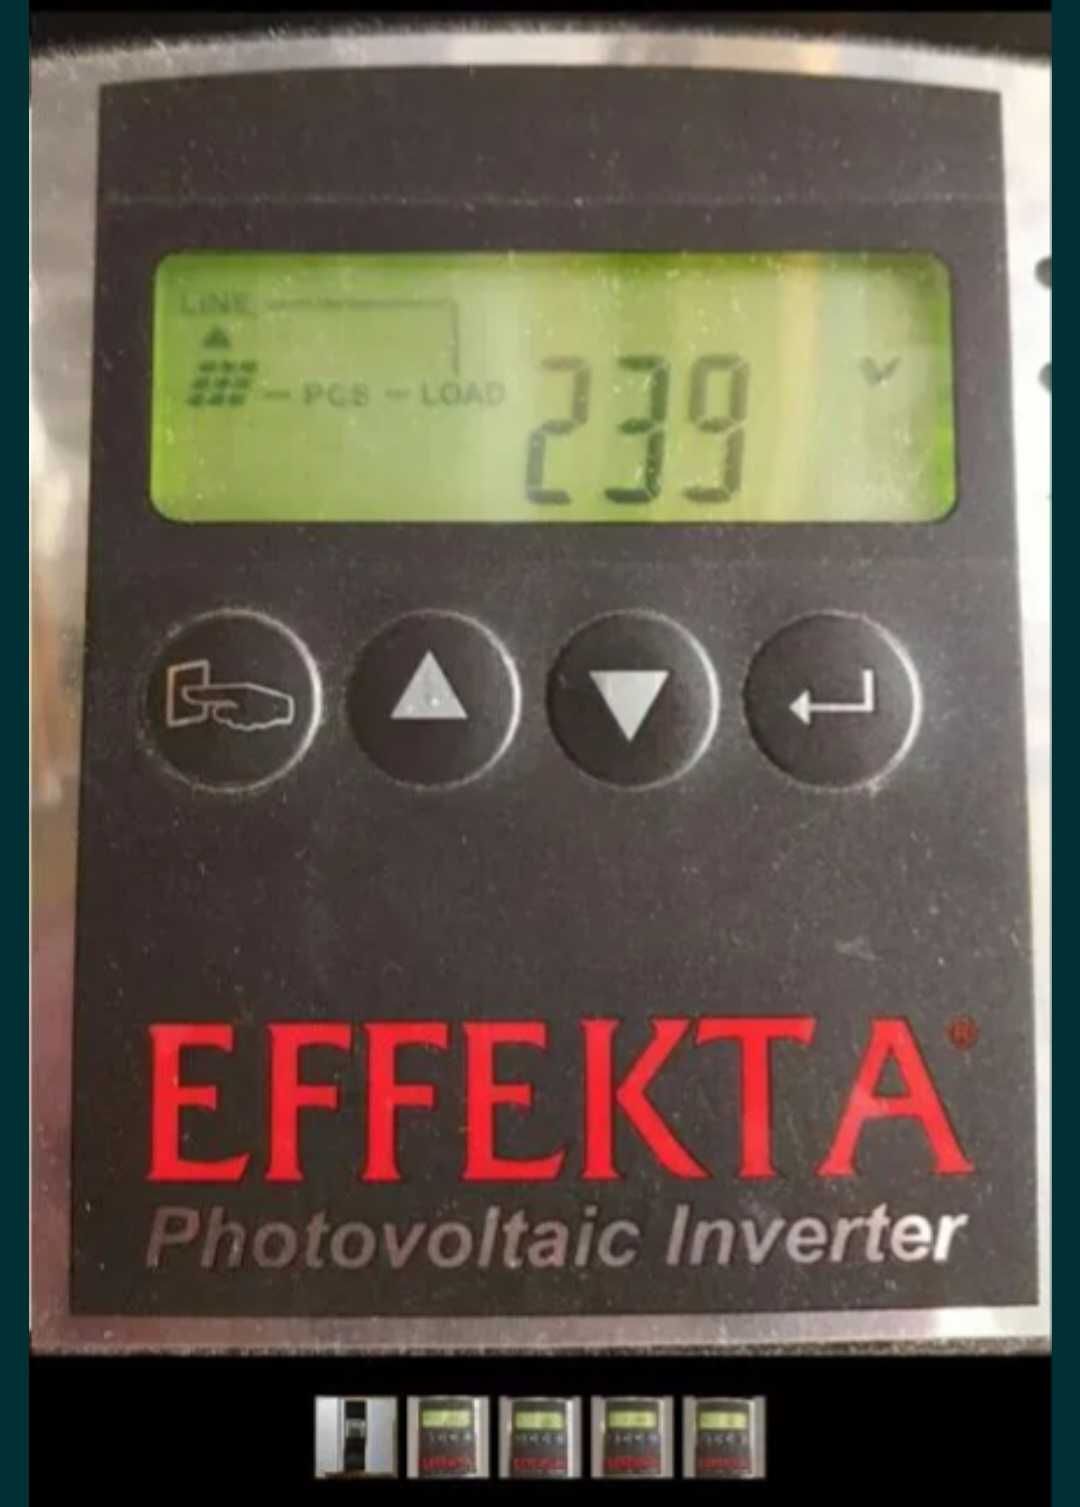 LINE
PCS LOAD 239 V
EFFEKTA®
Photovoltaic Inverter